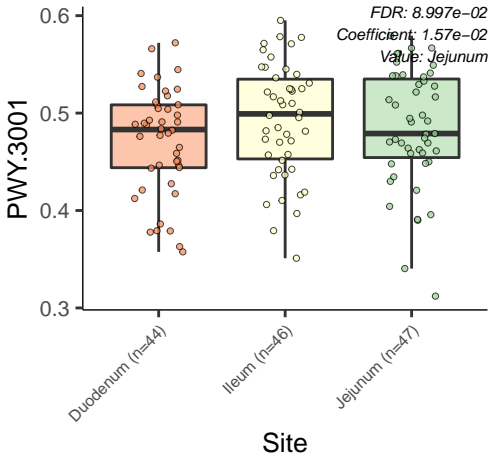 FDR: 8.997e−02
Coefficient: 1.57e−02
Value: Jejunum
PWY.3001
0.6
0.5
0.4
0.3
Duodenum (n=44)
Ileum (n=46)
Jejunum (n=47)
Site